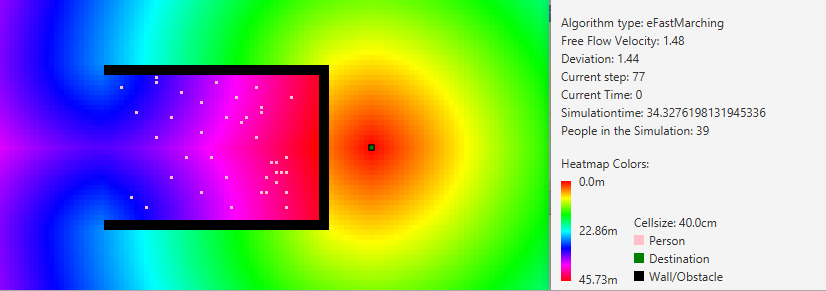 Algorithm type: eFastMarching
Free Flow Velocity: 1.48
Deviation: 1.44
Current step: 77
Current Time: 0
Simulationtime: 34.3276198131945336
People in the Simulation: 39
Heatmap Colors:
0.0m
22.86m
45.73m
Cellsize: 40.0cm
Person
Destination
Wall/Obstacle